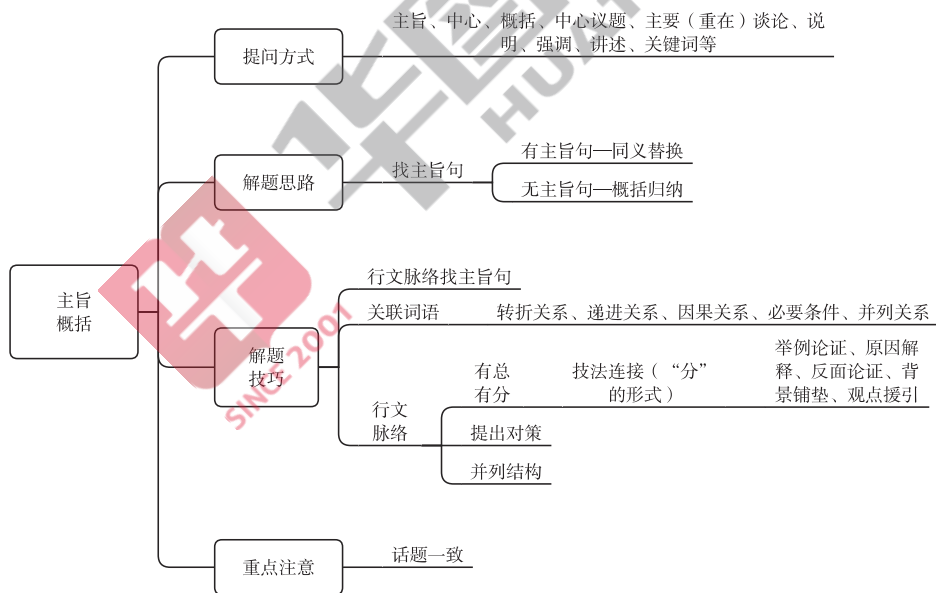 主旨、中心、概括、中心议题、主要（重在）谈论、说
明、强调、讲述、关键词等
提问方式
解题思路
找主旨句
有主旨句—同义替换
无主旨句—概括归纳
主旨
概括
解题
技巧
行文脉络找主旨句
关联词语
转折关系、递进关系、因果关系、必要条件、并列关系
行文
脉络
有总
有分
技法连接（“分”
的形式）
举例论证、原因解
释、反面论证、背
景铺垫、观点援引
提出对策
并列结构
重点注意
话题一致
SINCE 2001
华图
HUA